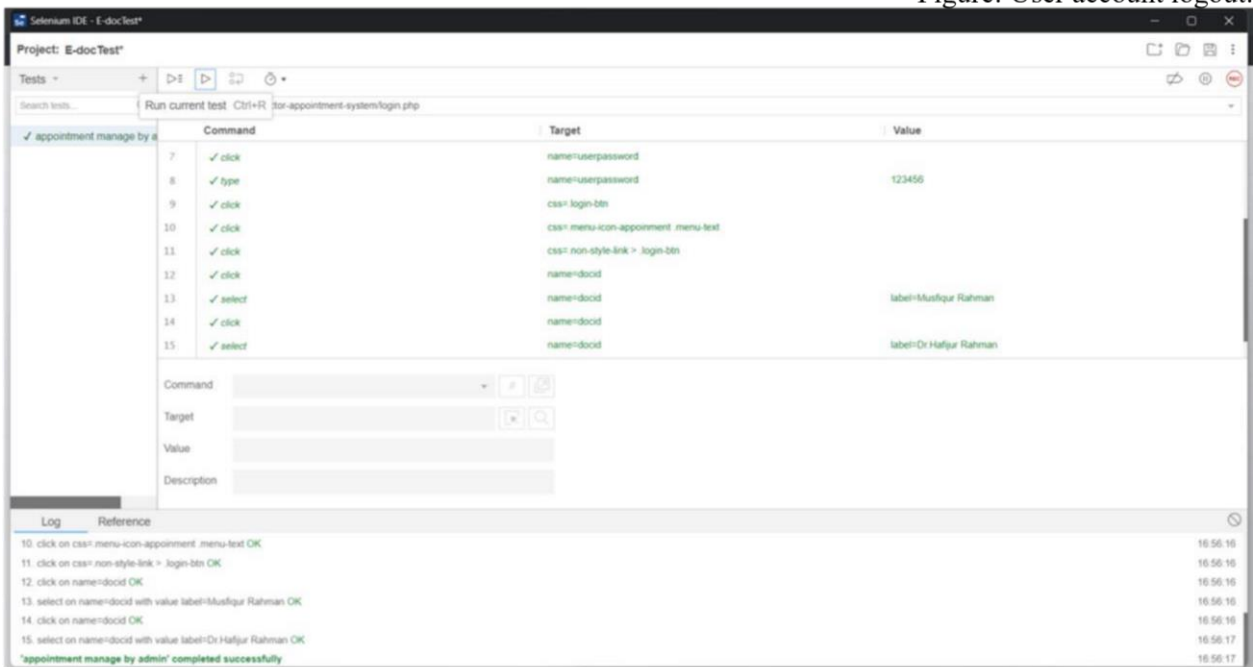 Figure: User account logout.
Selenium IDE - E-docTest*
Project: E-docTest*
Tests
Search tests...
Run current test Ctrl+R
tor-appointment-system/login.php
Command Target Value
✓ appointment manage by a
7 ✓ click name=userpassword
8 ✓ type name=userpassword 123456
9 ✓ click css=.login-btn
10 ✓ click css=.menu-icon-appoinment .menu-text
11 ✓ click css=.non-style-link > .login-btn
12 ✓ click name=docid
13 ✓ select name=docid label=Musfiqur Rahman
14 ✓ click name=docid
15 ✓ select name=docid label=Dr.Hafijur Rahman
Command
Target
Value
Description
Log Reference
10. click on css=.menu-icon-appoinment .menu-text OK 16:56:16
11. click on css=.non-style-link > .login-btn OK 16:56:16
12. click on name=docid OK 16:56:16
13. select on name=docid with value label=Musfiqur Rahman OK 16:56:16
14. click on name=docid OK 16:56:16
15. select on name=docid with value label=Dr.Hafijur Rahman OK 16:56:17
'appointment manage by admin' completed successfully 16:56:17